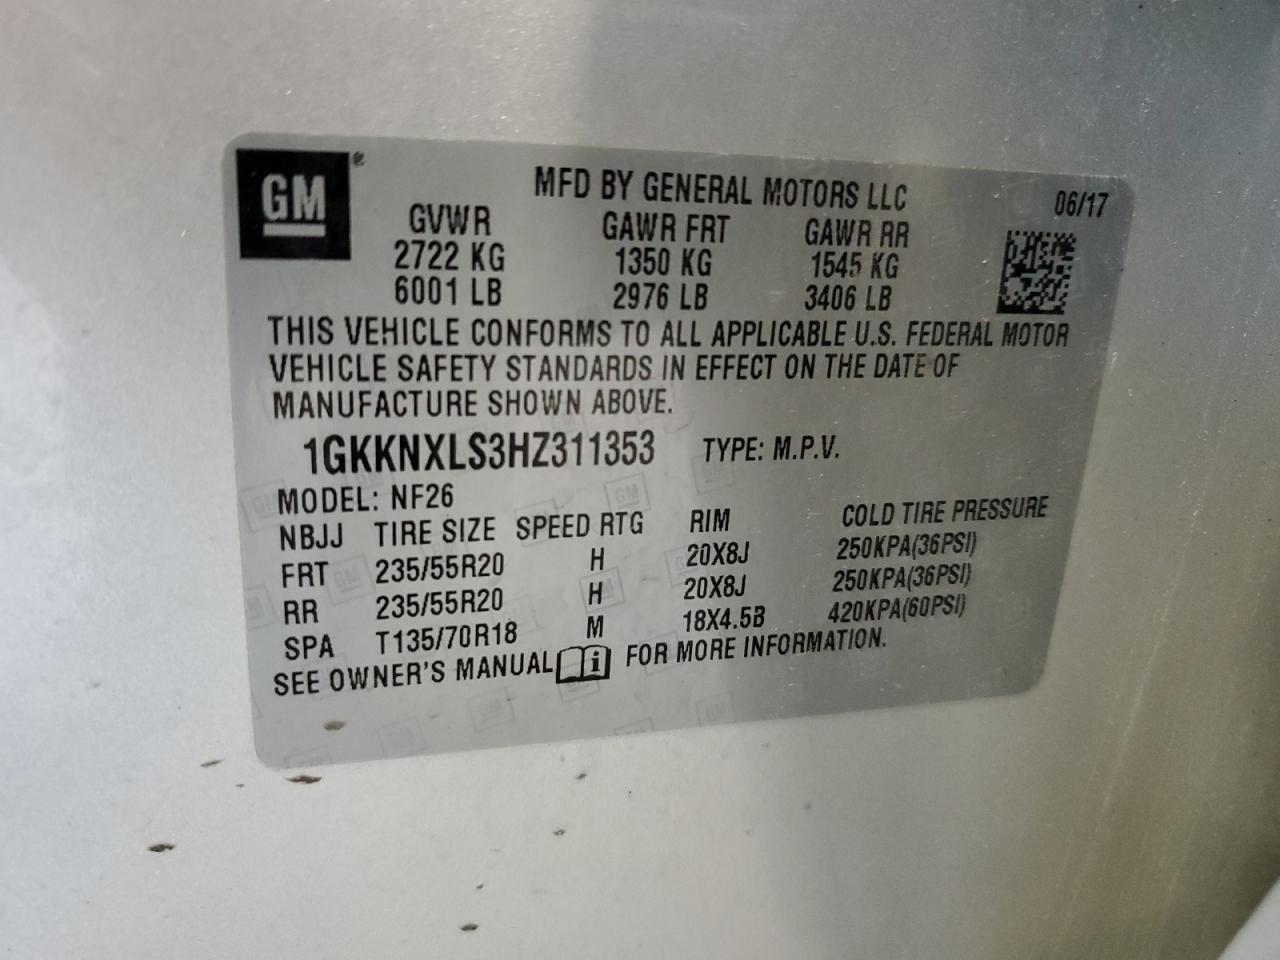 GM ®
MFD BY GENERAL MOTORS LLC 06/17
GVWR GAWR FRT GAWR RR
2722 KG 1350 KG 1545 KG
6001 LB 2976 LB 3406 LB
THIS VEHICLE CONFORMS TO ALL APPLICABLE U.S. FEDERAL MOTOR
VEHICLE SAFETY STANDARDS IN EFFECT ON THE DATE OF
MANUFACTURE SHOWN ABOVE.
1GKKNXLS3HZ311353 TYPE: M.P.V.
MODEL: NF26
NBJJ TIRE SIZE SPEED RTG RIM COLD TIRE PRESSURE
FRT 235/55R20 H 20X8J 250KPA(36PSI)
RR 235/55R20 H 20X8J 250KPA(36PSI)
SPA T135/70R18 M 18X4.5B 420KPA(60PSI)
SEE OWNER'S MANUAL i FOR MORE INFORMATION.